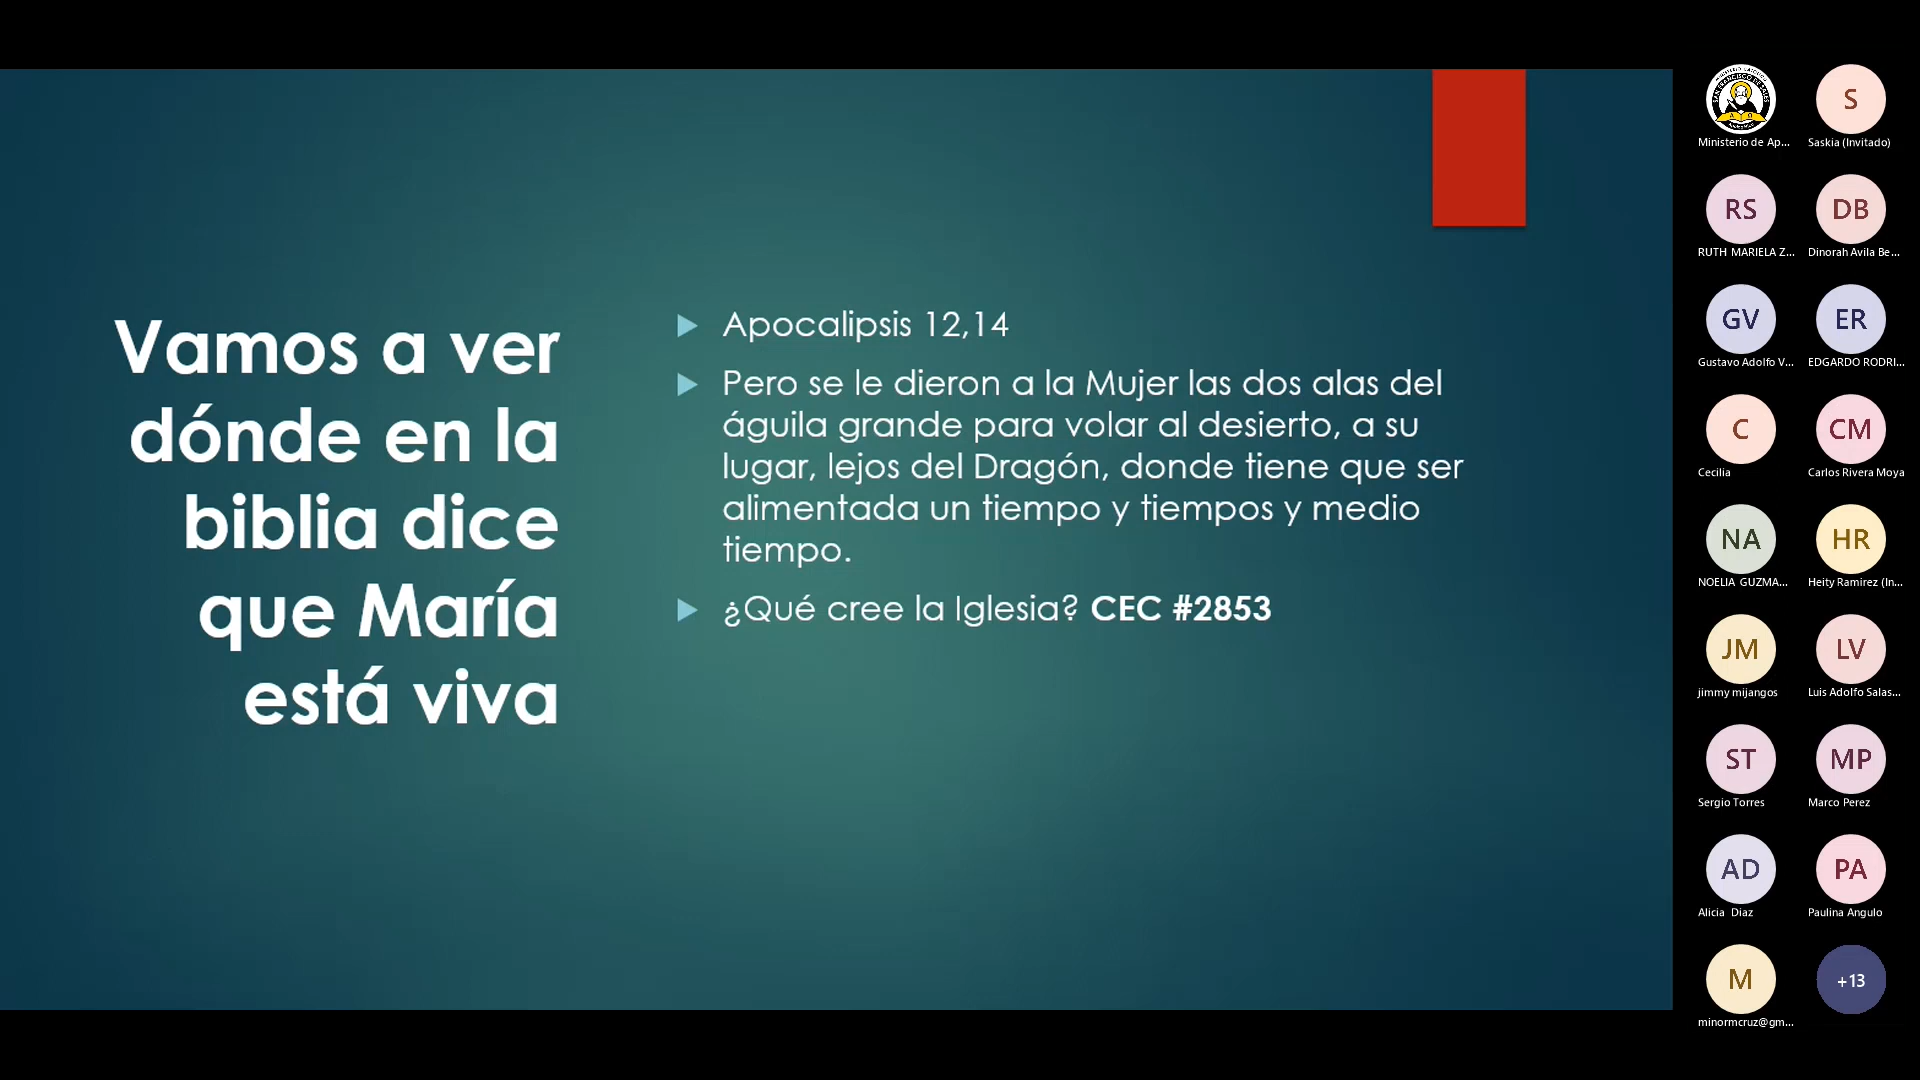 Vamos a ver
dónde en la
biblia dice
que María
está viva
Apocalipsis 12,14
Pero se le dieron a la Mujer las dos alas del
águila grande para volar al desierto, a su
lugar, lejos del Dragón, donde tiene que ser
alimentada un tiempo y tiempos y medio
tiempo.
¿Qué cree la Iglesia? CEC #2853
Ministerio de Ap...
S
Saskia (Invitado)
RS
RUTH MARIELA Z...
DB
Dinorah Avila Be...
GV
Gustavo Adolfo V...
ER
EDGARDO RODRI...
C
Cecilia
CM
Carlos Rivera Moya
NA
NOELIA GUZMA...
HR
Heity Ramirez (In...
JM
jimmy mijangos
LV
Luis Adolfo Salas...
ST
Sergio Torres
MP
Marco Perez
AD
Alicia Diaz
PA
Paulina Angulo
M
minormcruz@gm...
+13